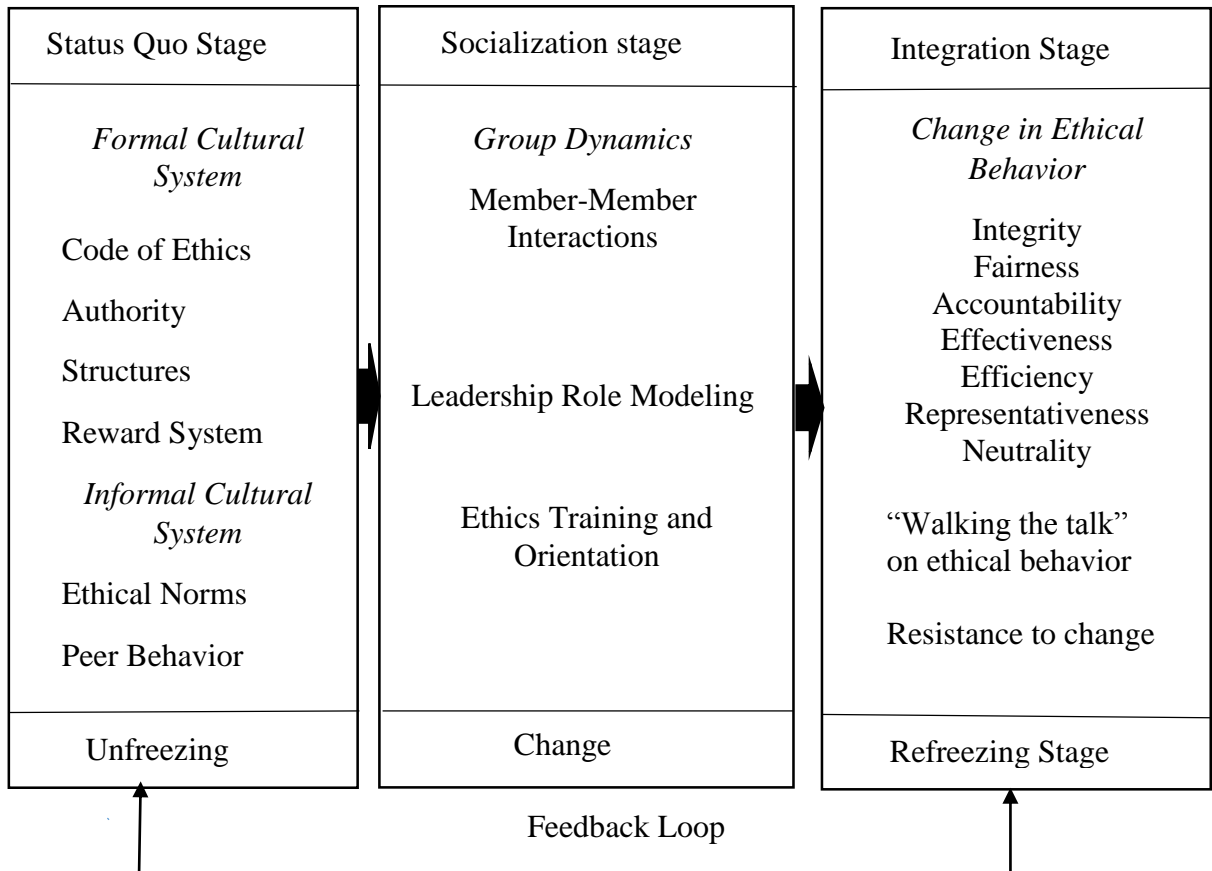 Status Quo Stage
Formal Cultural
System
Code of Ethics
Authority
Structures
Reward System
Informal Cultural
System
Ethical Norms
Peer Behavior
Unfreezing
Socialization stage
Group Dynamics
Member-Member
Interactions
Leadership Role Modeling
Ethics Training and
Orientation
Change
Integration Stage
Change in Ethical
Behavior
Integrity
Fairness
Accountability
Effectiveness
Efficiency
Representativeness
Neutrality
“Walking the talk”
on ethical behavior
Resistance to change
Refreezing Stage
Feedback Loop